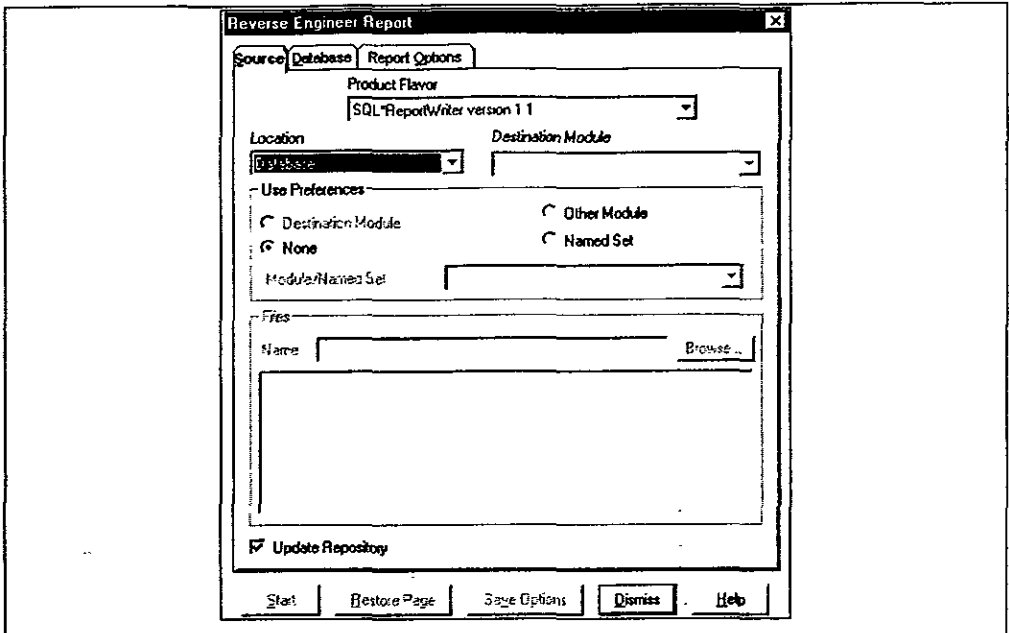 Reverse Engineer Report
Source Database Report Options
Product Flavor
SQL*ReportWriter version 1.1
Location Destination Module
Database
Use Preferences
Destination Module Other Module
None Named Set
Module/Named Set
Files
Name Browse...
Update Repository
Start Restore Page Save Options Dismiss Help